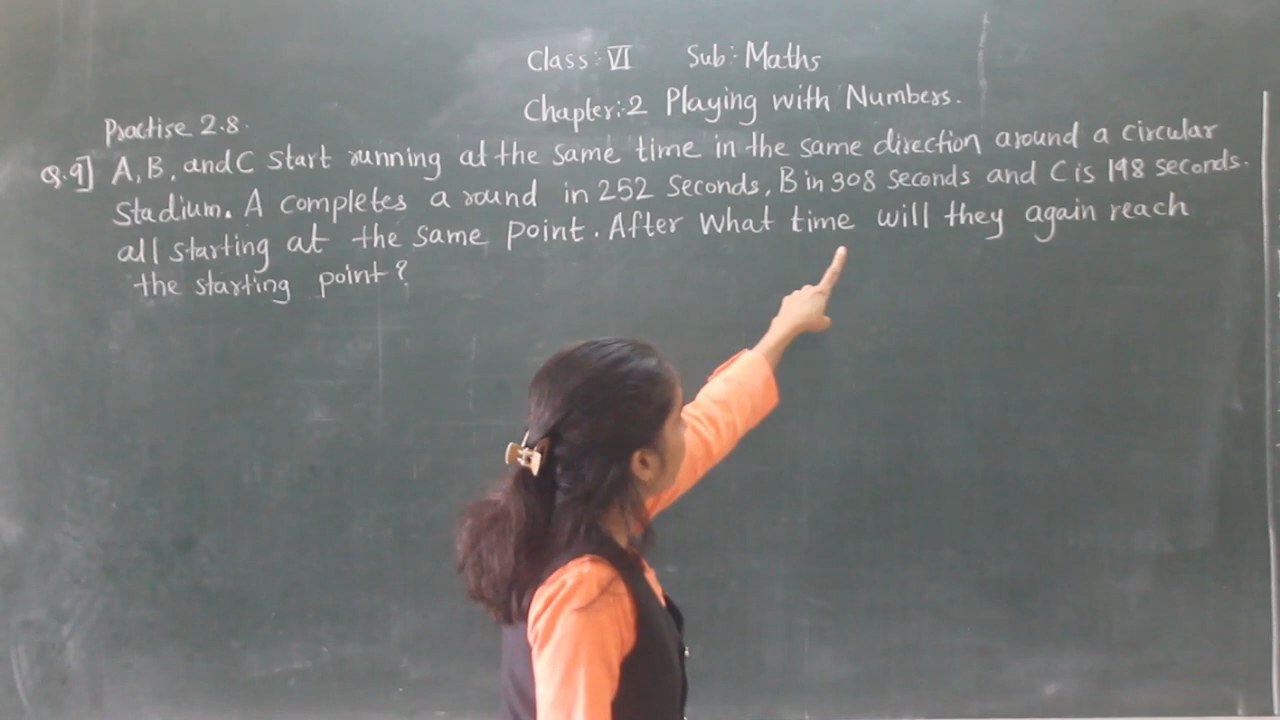 Class: VI Sub: Maths
Chapter:2 Playing with Numbers.
Practise 2.8.
Q.9] A, B, and C start running at the same time in the same direction around a circular
stadium. A completes a round in 252 seconds, B in 308 seconds and C is 198 seconds.
all starting at the same point. After what time will they again reach
the starting point?